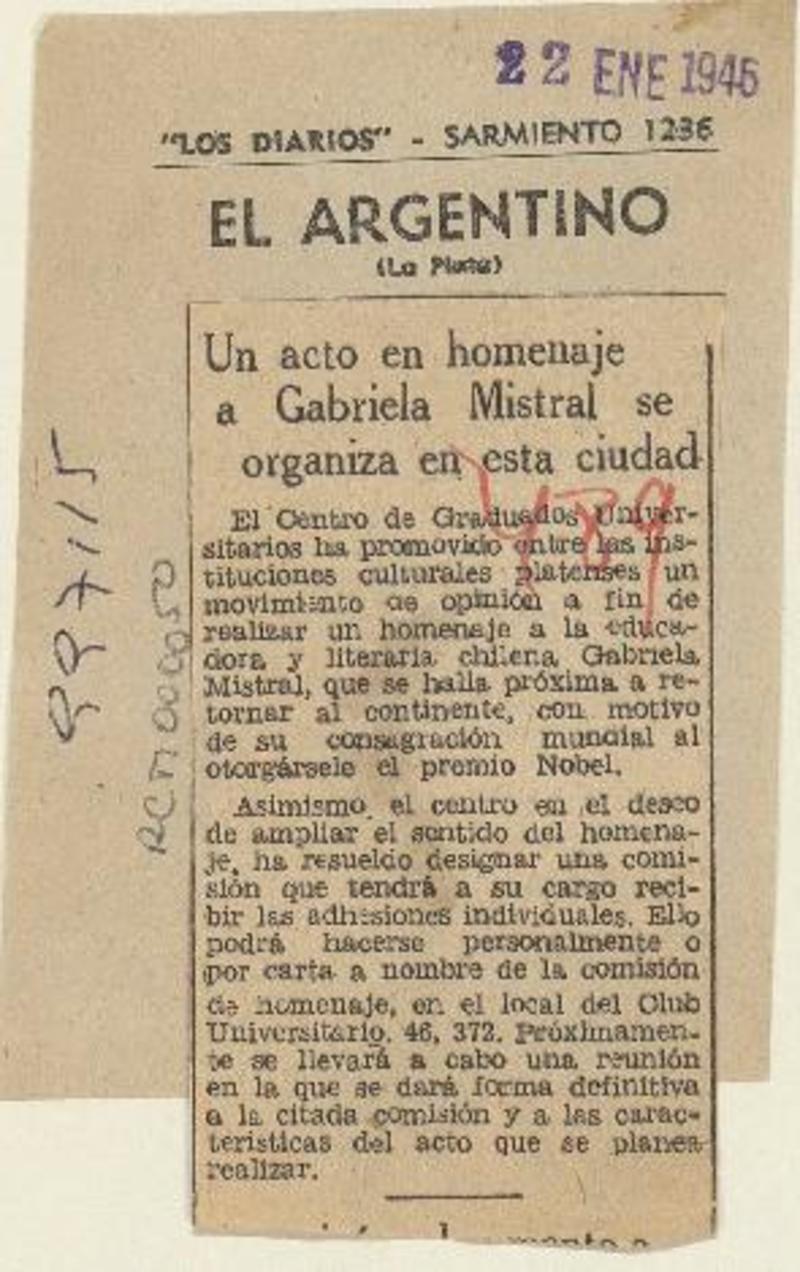 22 ENE 1946
"LOS DIARIOS" - SARMIENTO 1236
EL ARGENTINO
(La Plata)
Un acto en homenaje
a Gabriela Mistral se
organiza en esta ciudad
El Centro de Graduados Univer-
sitarios ha promovido entre las ins-
tituciones culturales platenses un
movimiento de opinión a fin de
realizar un homenaje a la educa-
dora y literaria chilena Gabriela
Mistral, que se halla próxima a re-
tornar al continente, con motivo
de su consagración mundial al
otorgársele el premio Nobel.
Asimismo, el centro en el deseo
de ampliar el sentido del homena-
je, ha resueldo designar una comi-
sión que tendrá a su cargo reci-
bir las adhesiones individuales. Ello
podrá hacerse personalmente o
por carta a nombre de la comisión
de homenaje, en el local del Club
Universitario, 46, 372. Próximamen-
te se llevará a cabo una reunión
en la que se dará forma definitiva
a la citada comisión y a las carac-
teristicas del acto que se planea
realizar.